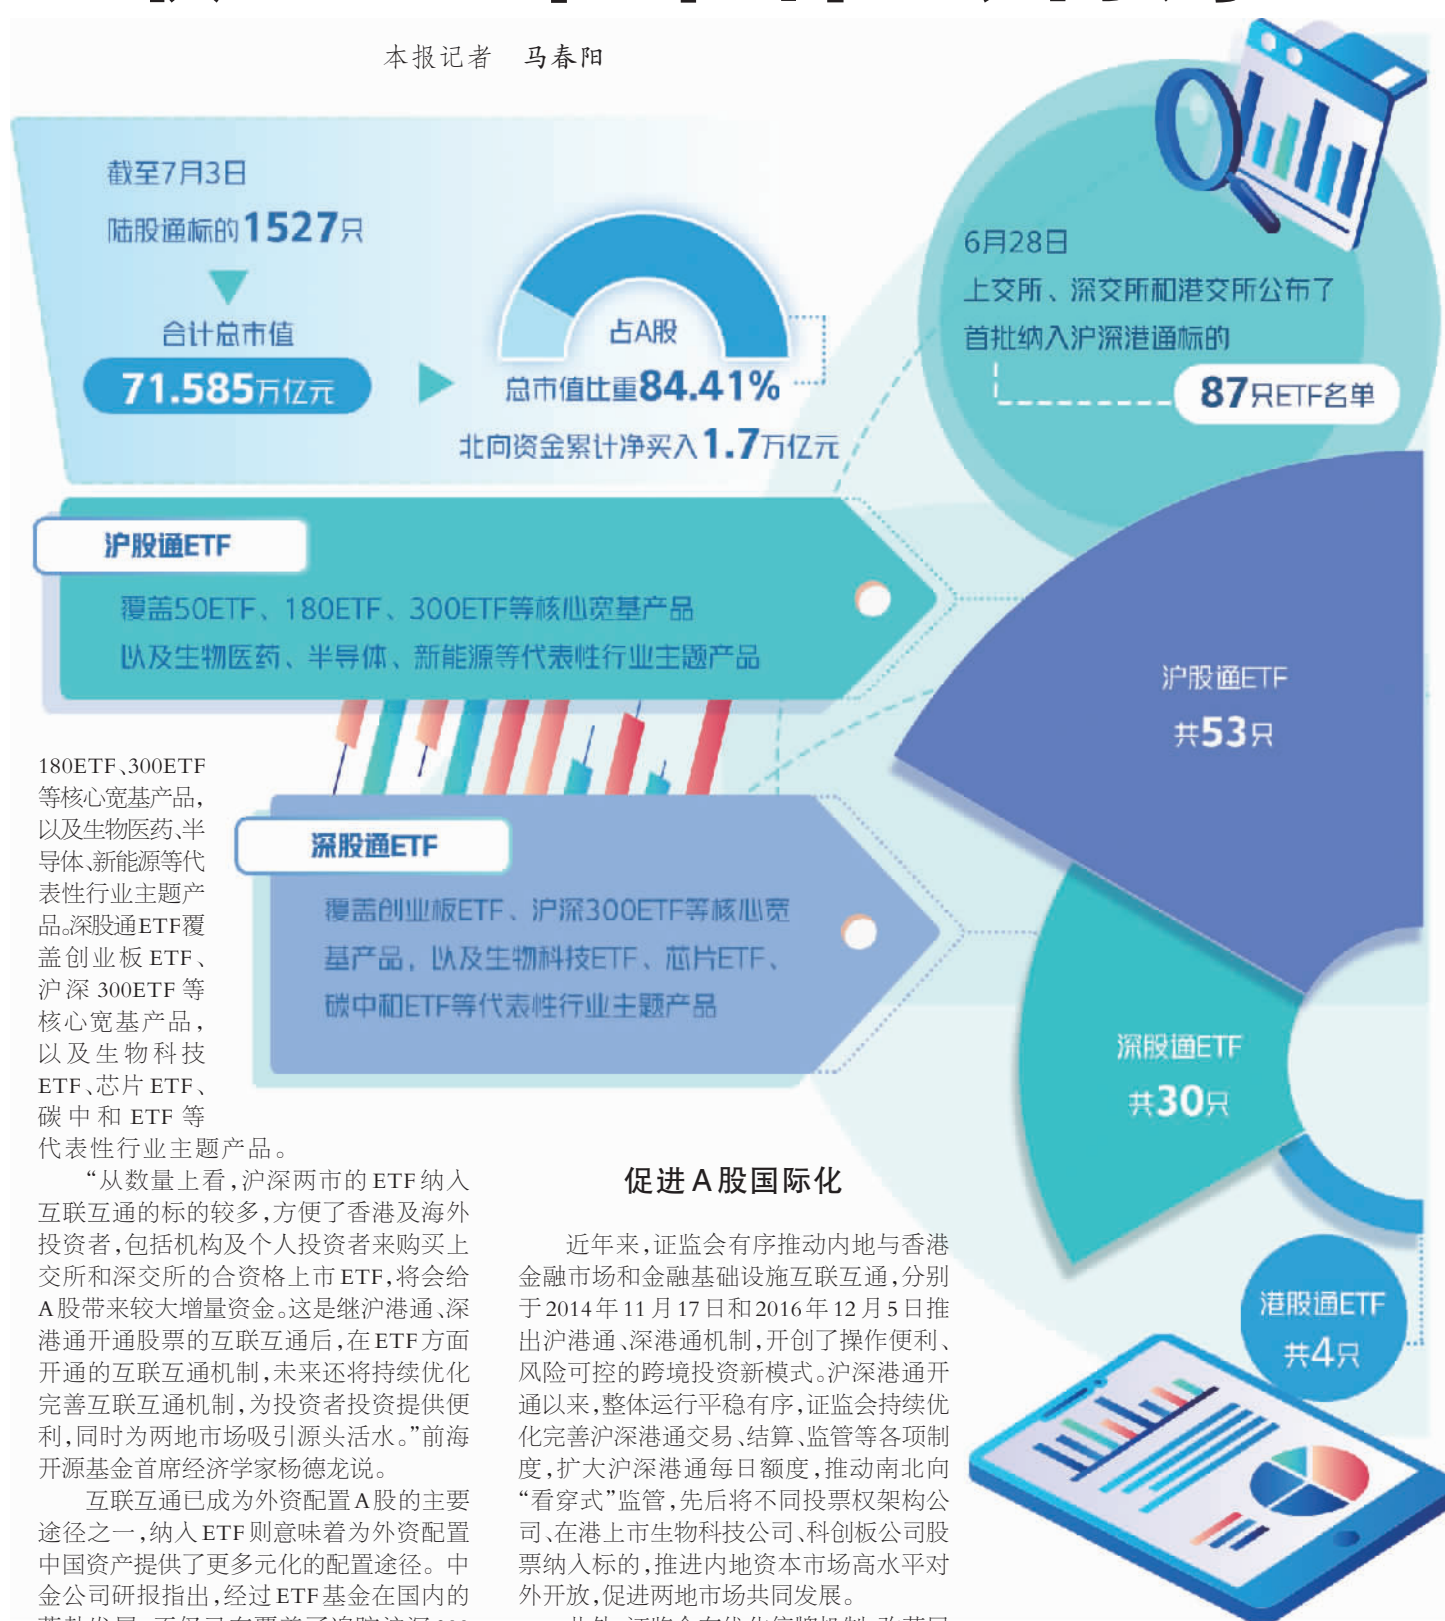 本报记者 马春阳
截至7月3日
陆股通标的1527只
合计总市值
71.585万亿元
占A股
总市值比重84.41%
北向资金累计净买入1.7万亿元
6月28日
上交所、深交所和港交所公布了
首批纳入沪深港通标的
87只ETF名单
沪股通ETF
覆盖50ETF、180ETF、300ETF等核心宽基产品
以及生物医药、半导体、新能源等代表性行业主题产品
沪股通ETF
共53只
深股通ETF
覆盖创业板ETF、沪深300ETF等核心宽
基产品，以及生物科技ETF、芯片ETF、
碳中和ETF等代表性行业主题产品
深股通ETF
共30只
港股通ETF
共4只
180ETF、300ETF
等核心宽基产品，
以及生物医药、半
导体、新能源等代
表性行业主题产
品。深股通ETF覆
盖创业板ETF、
沪深300ETF等
核心宽基产品，
以及生物科技
ETF、芯片ETF、
碳中和ETF等
代表性行业主题产品。
“从数量上看，沪深两市的ETF纳入
互联互通的标的较多，方便了香港及海外
投资者，包括机构及个人投资者来购买上
交所和深交所的合资格上市ETF，将会给
A股带来较大增量资金。这是继沪港通、深
港通开通股票的互联互通后，在ETF方面
开通的互联互通机制，未来还将持续优化
完善互联互通机制，为投资者投资提供便
利，同时为两地市场吸引源头活水。”前海
开源基金首席经济学家杨德龙说。
互联互通已成为外资配置A股的主要
途径之一，纳入ETF则意味着为外资配置
中国资产提供了更多元化的配置途径。中
金公司研报指出，经过ETF基金在国内的
促进A股国际化
近年来，证监会有序推动内地与香港
金融市场和金融基础设施互联互通，分别
于2014年11月17日和2016年12月5日推
出沪港通、深港通机制，开创了操作便利、
风险可控的跨境投资新模式。沪深港通开
通以来，整体运行平稳有序，证监会持续优
化完善沪深港通交易、结算、监管等各项制
度，扩大沪深港通每日额度，推动南北向
“看穿式”监管，先后将不同投票权架构公
司、在港上市生物科技公司、科创板公司股
票纳入标的，推进内地资本市场高水平对
外开放，促进两地市场共同发展。